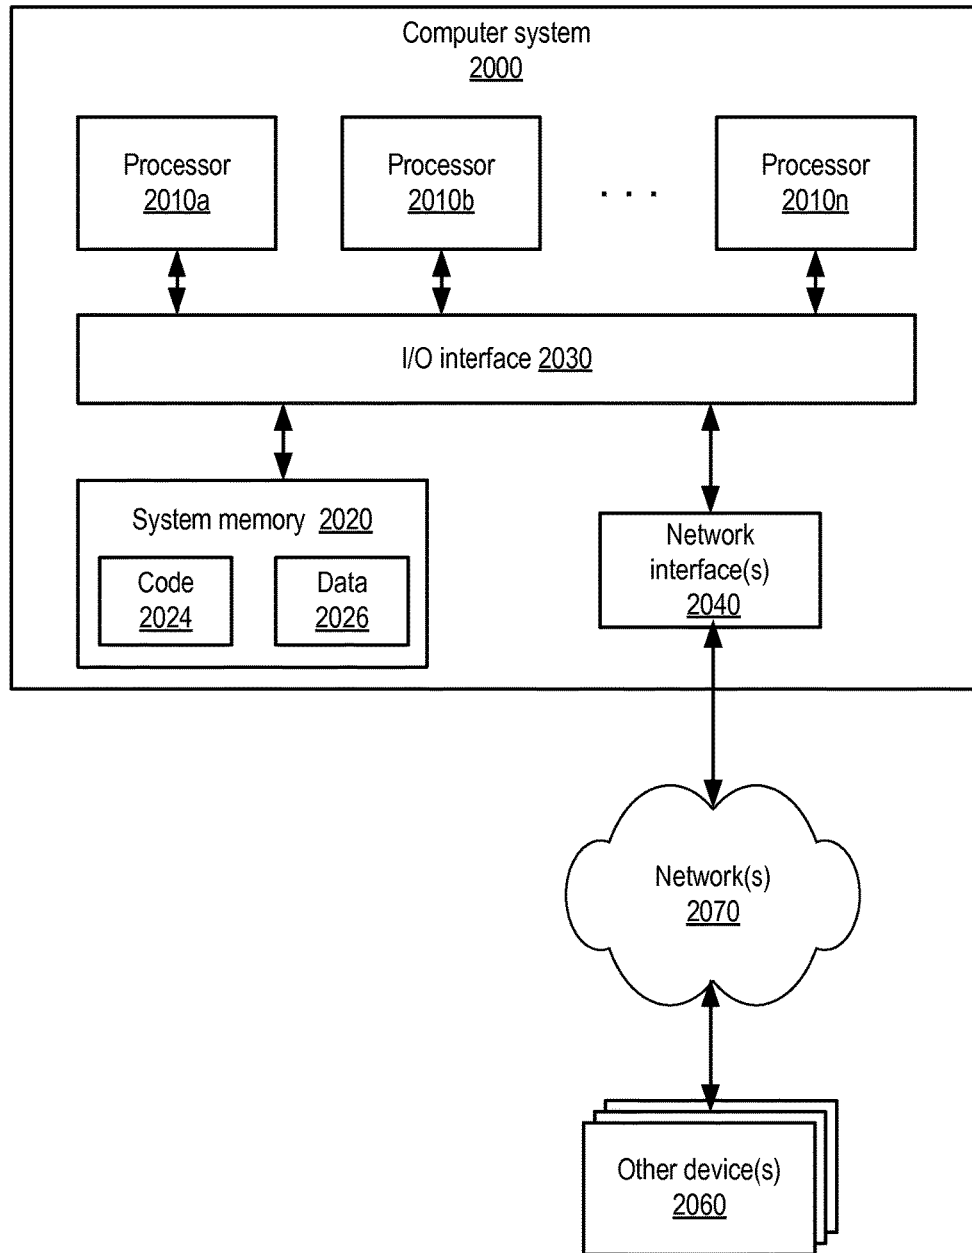 Computer system
2000
Processor
2010a
Processor
2010b
. . .
Processor
2010n
I/O interface 2030
System memory 2020
Code
2024
Data
2026
Network
interface(s)
2040
Network(s)
2070
Other device(s)
2060